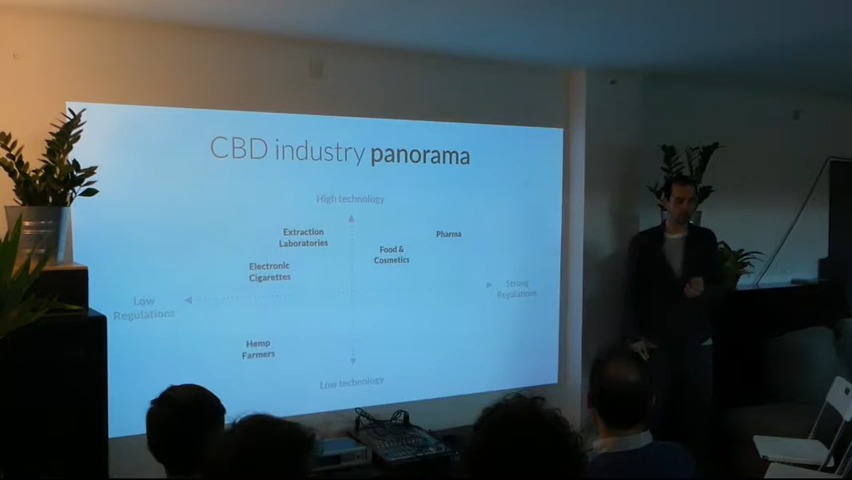 CBD industry panorama
High technology
Extraction
Laboratories
Pharma
Food &
Cosmetics
Electronic
Cigarettes
Low
Regulations
Strong
Regulations
Hemp
Farmers
Low technology